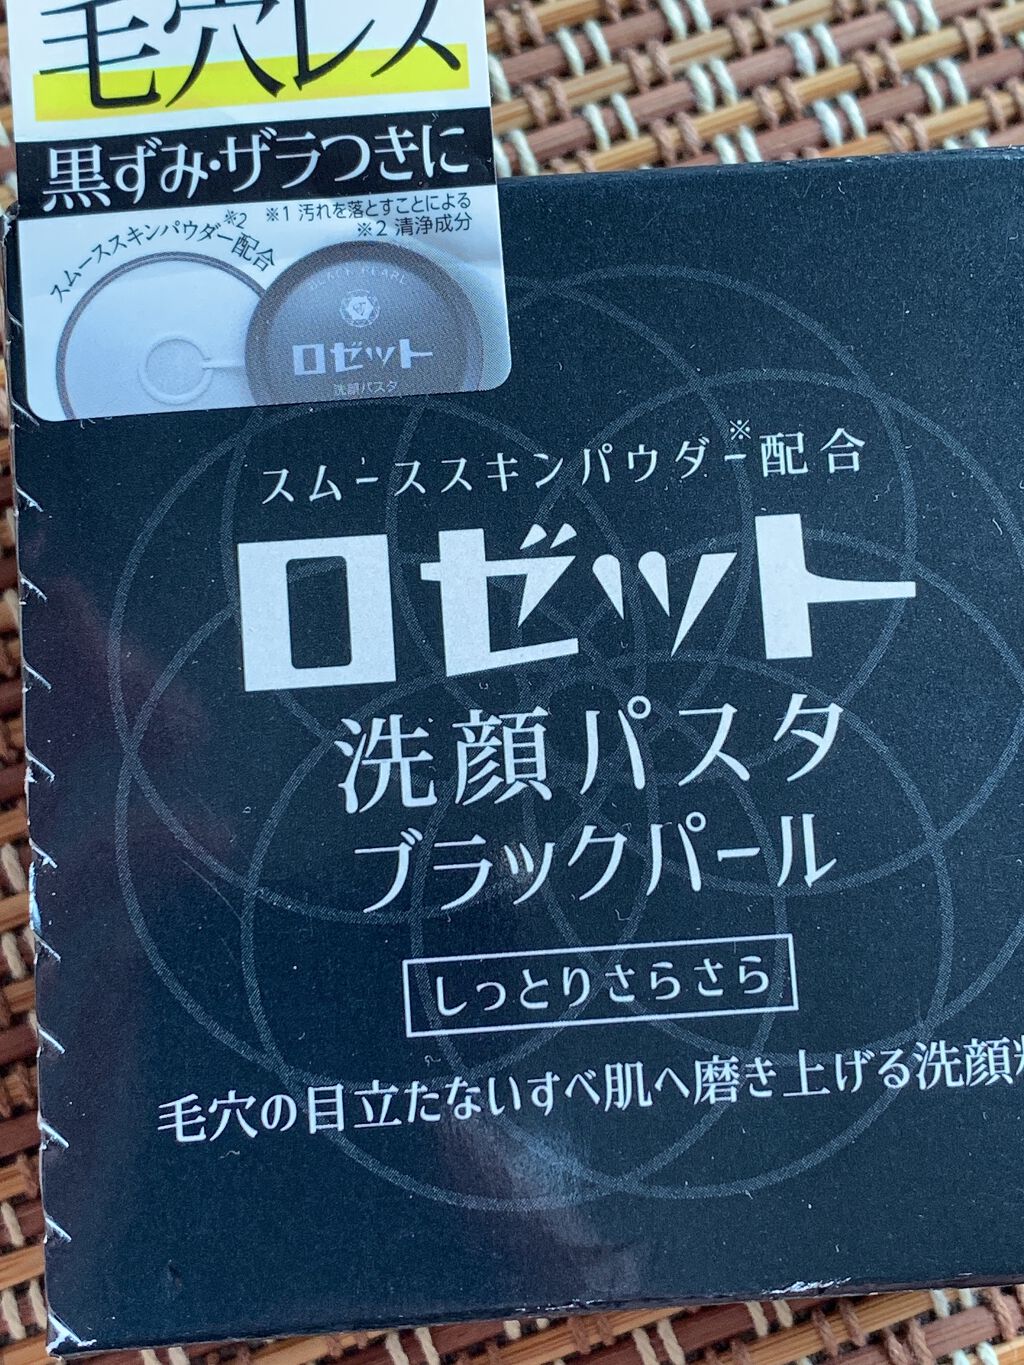 毛穴レス
黒ずみ・ザラつきに
※1 汚れを落とすことによる
※2 清浄成分
スムーススキンパウダー※2配合
BLACK PEARL
ロゼット
洗顔パスタ
スムーススキンパウダー※配合
ロゼット
洗顔パスタ
ブラックパール
しっとりさらさら
毛穴の目立たないすべ肌へ磨き上げる洗顔料